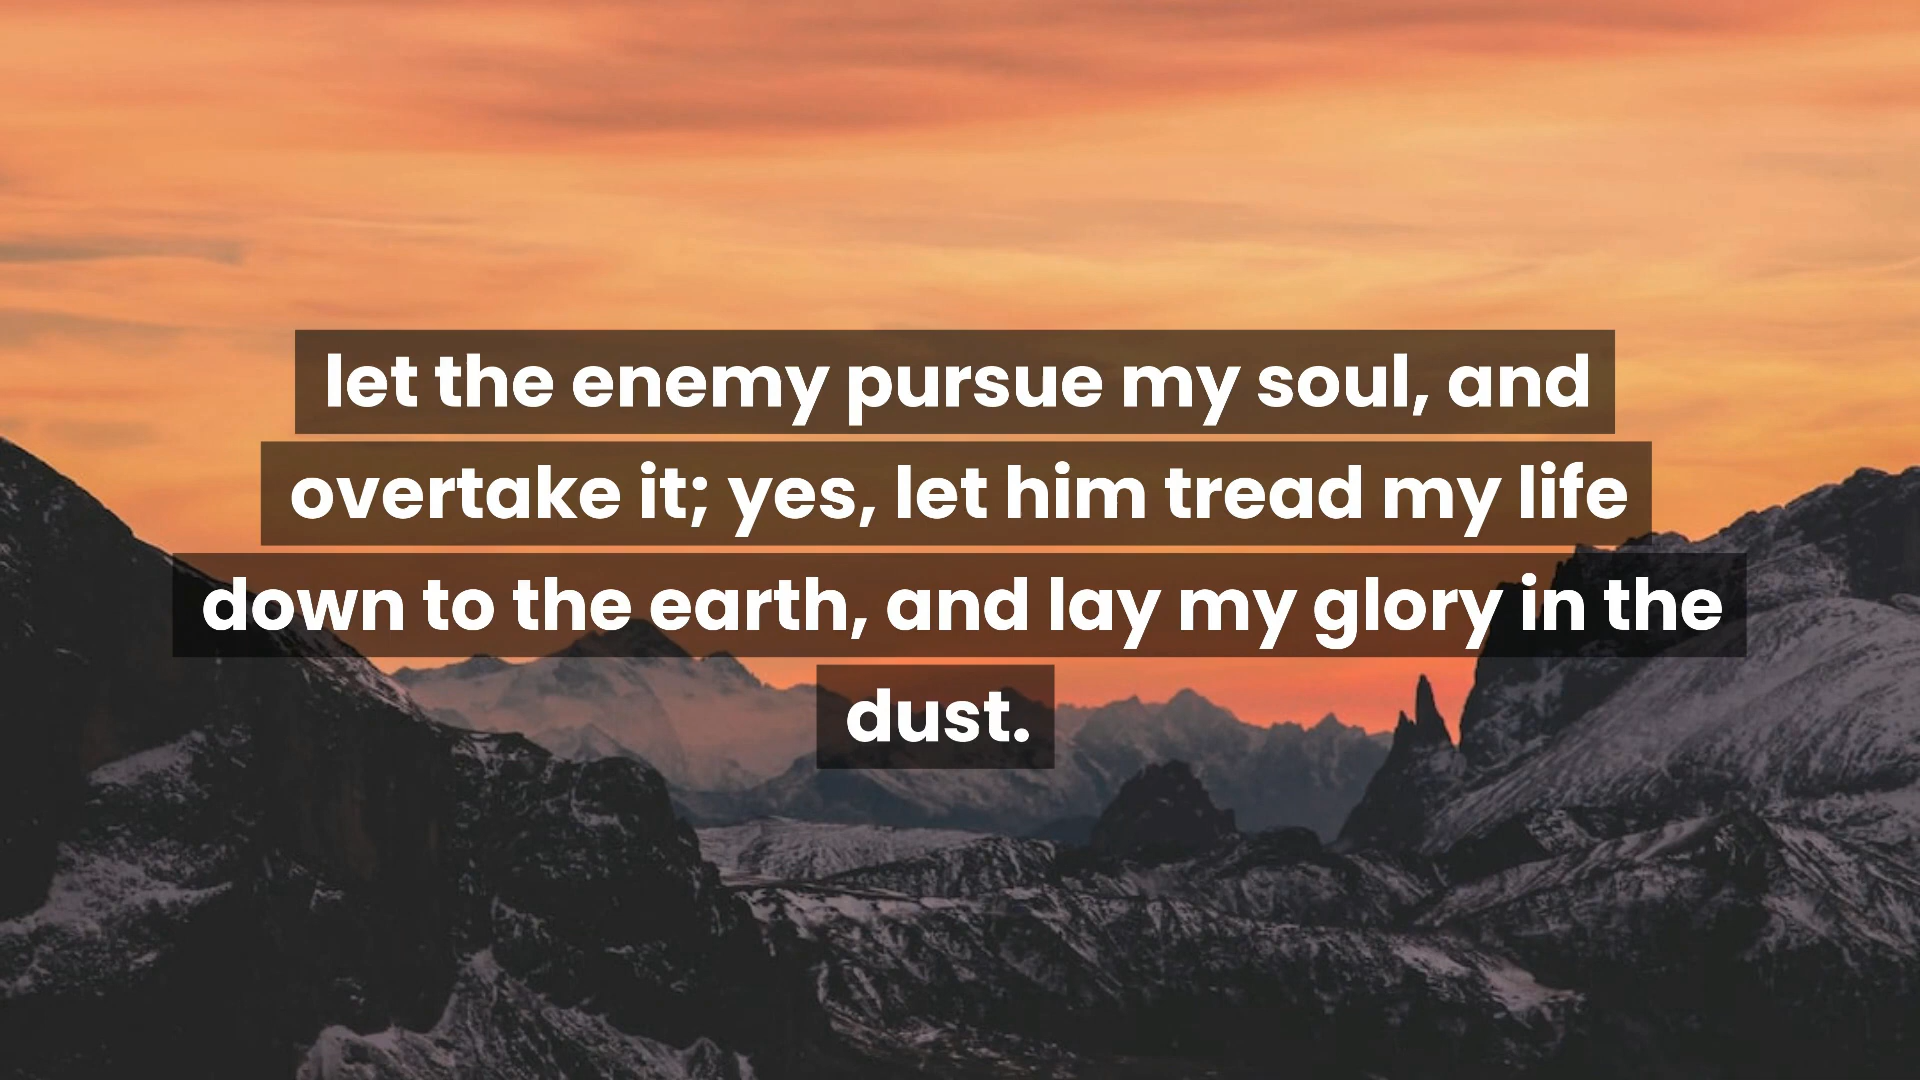 let the enemy pursue my soul, and
overtake it; yes, let him tread my life
down to the earth, and lay my glory in the
dust.